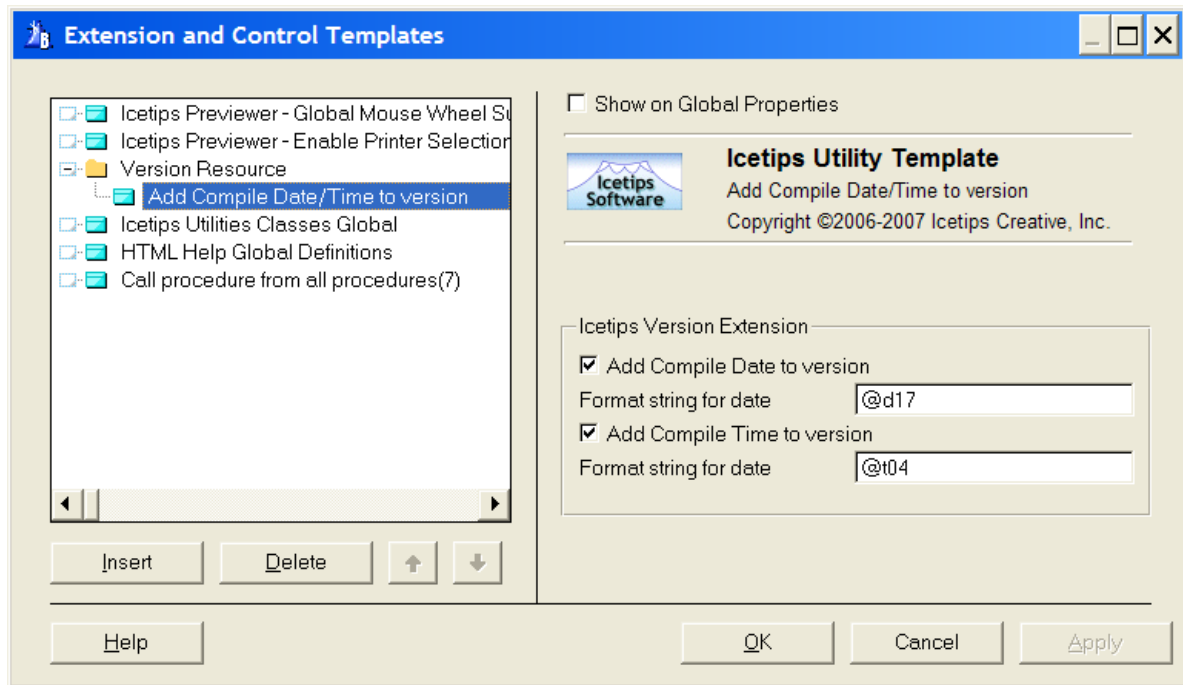 Extension and Control Templates
Icetips Previewer - Global Mouse Wheel
Icetips Previewer - Enable Printer Selection
Version Resource
Add Compile Date/Time to version
Icetips Utilities Classes Global
HTML Help Global Definitions
Call procedure from all procedures(7)
Insert
Delete
Show on Global Properties
Icetips
Software
Icetips Utility Template
Add Compile Date/Time to version
Copyright ©2006-2007 Icetips Creative, Inc.
Icetips Version Extension
Add Compile Date to version
Format string for date
@d17
Add Compile Time to version
Format string for date
@t04
Help
OK
Cancel
Apply